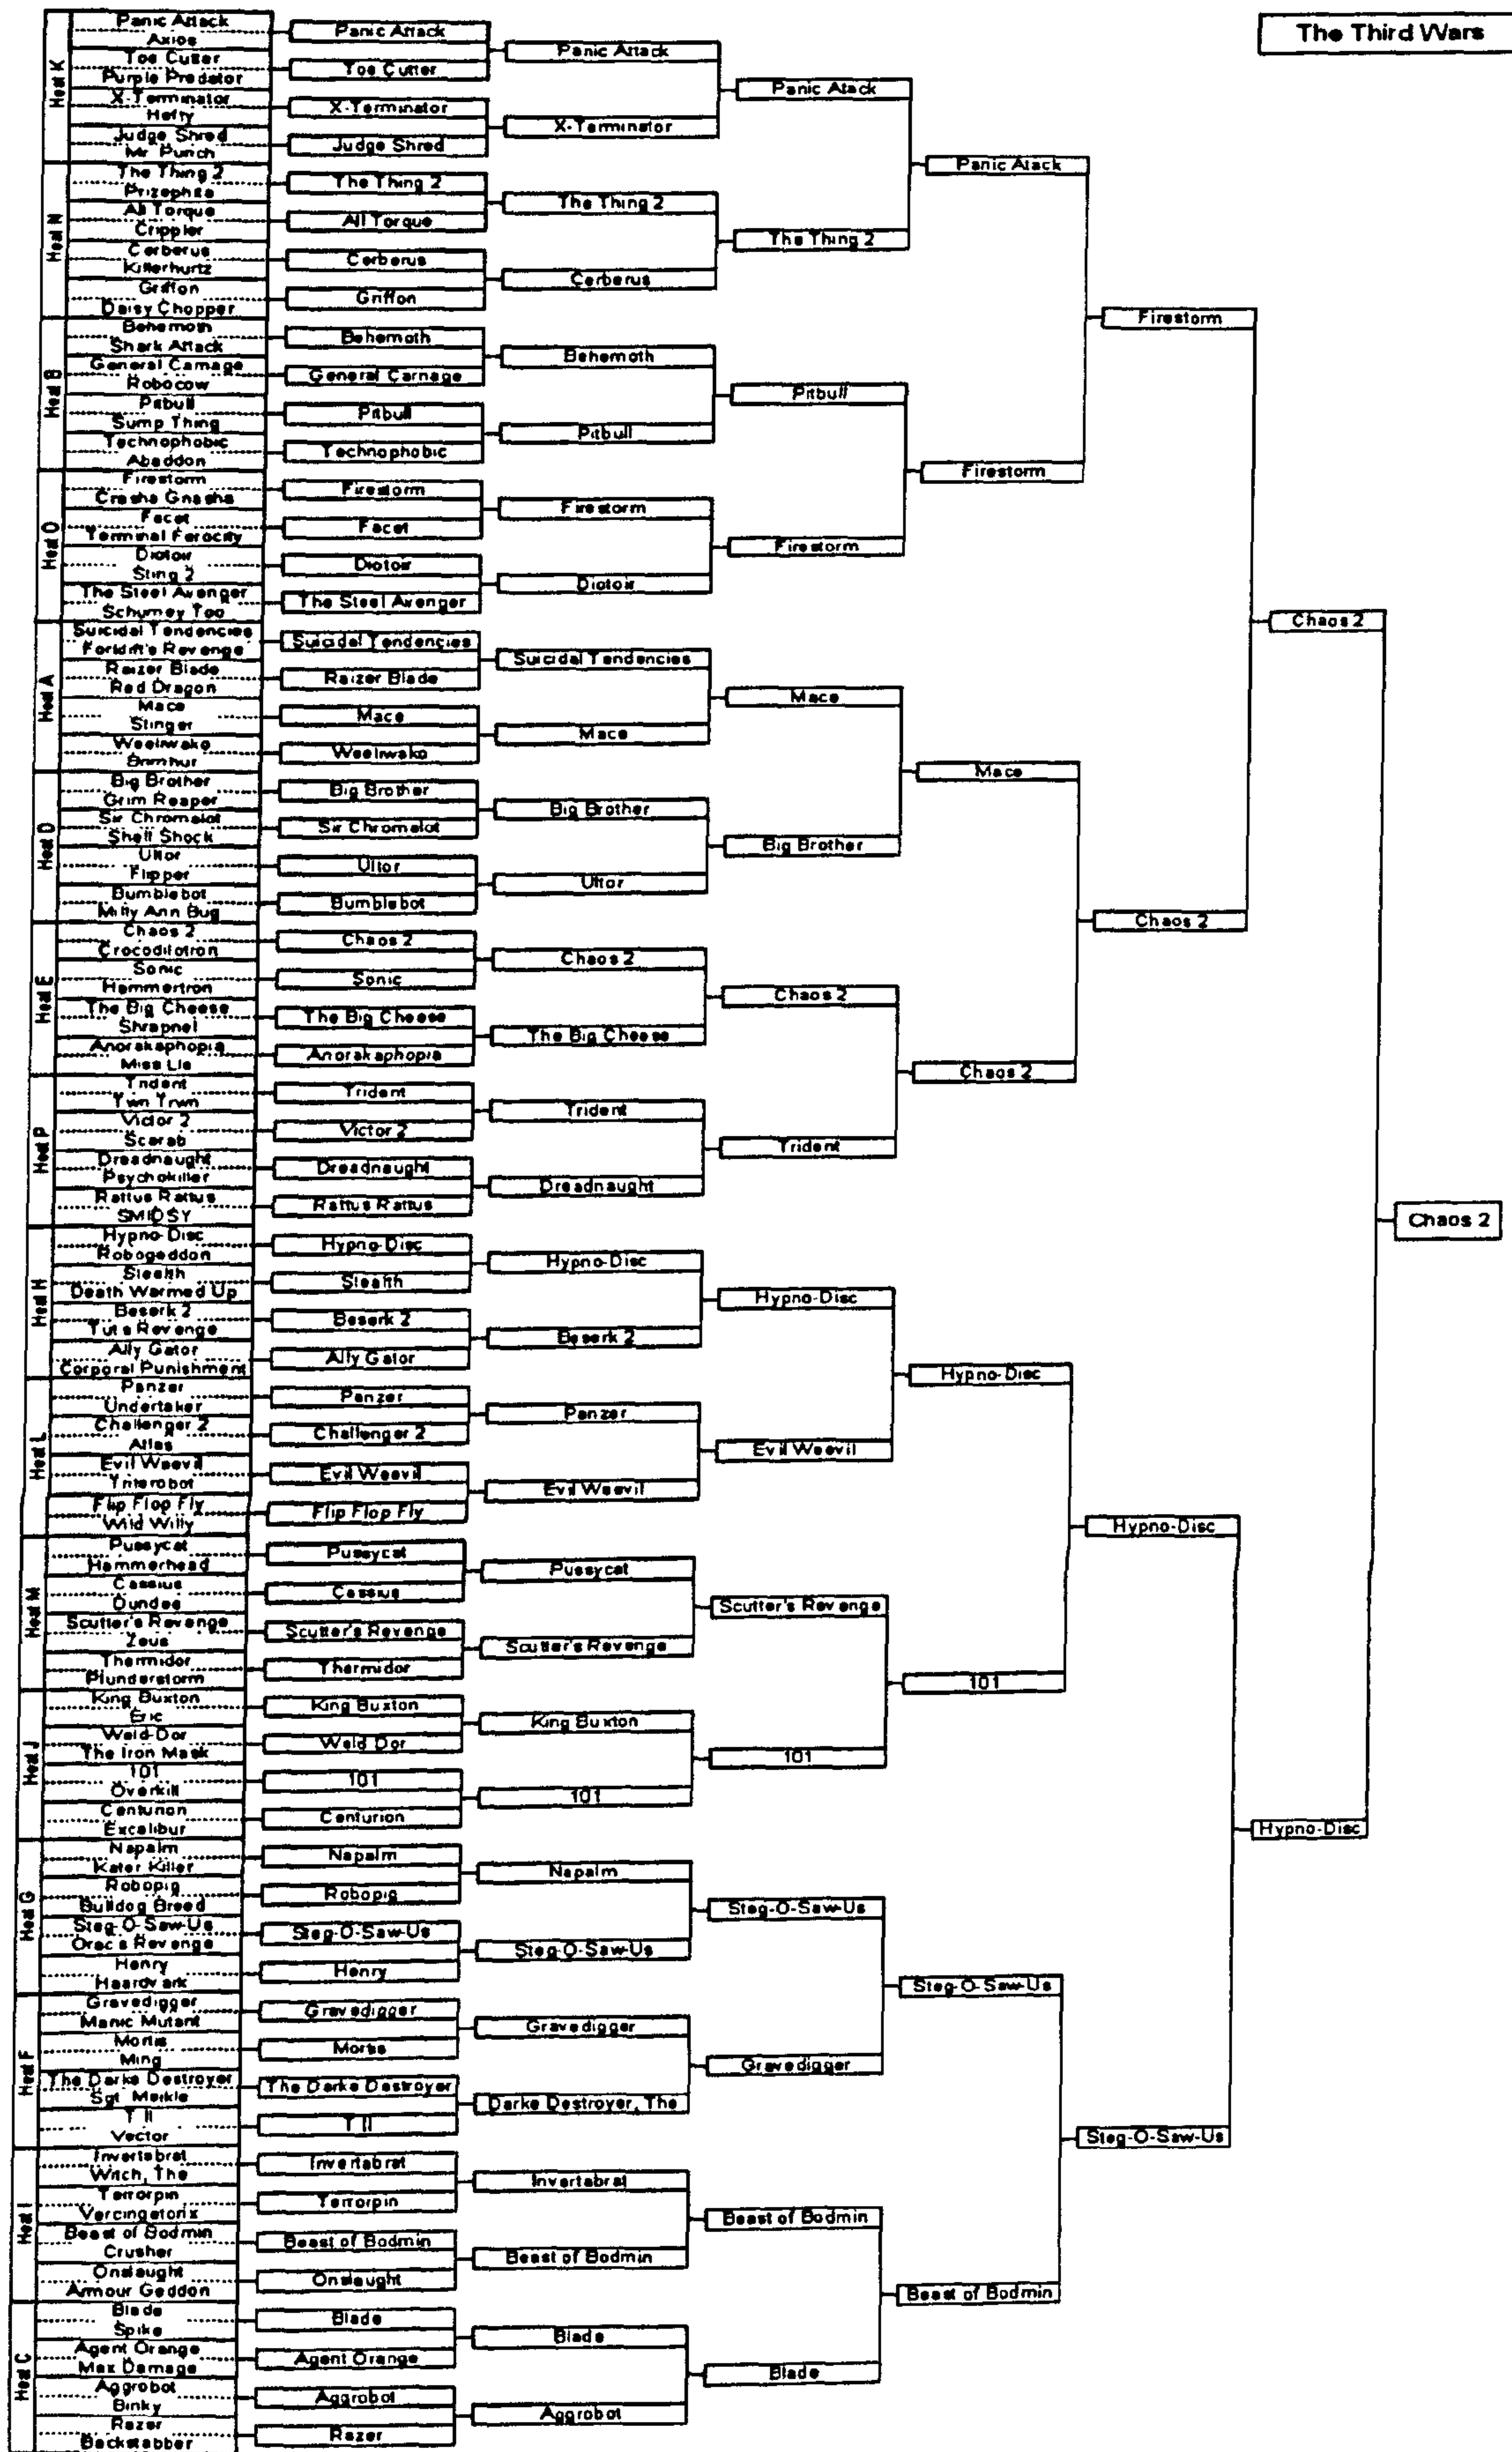 The Third Wars
Heat K
Panic Attack
Axios
Toe Cutter
Purple Predator
X-Terminator
Hefty
Judge Shred
Mr Punch
Heat N
The Thing 2
Prizephita
All Torque
Crippler
Cerberus
Killerhurtz
Griffon
Daisy Chopper
Heat B
Behemoth
Shark Attack
General Carnage
Robocow
Pitbull
Sump Thing
Technophobic
Abaddon
Heat O
Firestorm
Crasha Gnasha
Facet
Terminal Ferocity
Diotoir
Sting 2
The Steel Avenger
Schumey Too
Heat A
Suicidal Tendencies
Forklift's Revenge
Raizer Blade
Red Dragon
Mace
Stinger
Weeliwako
Heat D
Big Brother
Grim Reaper
Sir Chromalot
Shell Shock
Ultor
Flipper
Bumblebot
Milly Ann Bug
Heat E
Chaos 2
Crocodilotron
Sonic
Hammertron
The Big Cheese
Shrapnel
Anorakaphopia
Miss Lle
Heat P
Trident
Twn Trwn
Victor 2
Scarab
Dreadnaught
Psychokiller
Rattus Rattus
SMIDSY
Heat H
Hypno-Disc
Robogeddon
Stealth
Death Warmed Up
Beserk 2
Tuts Revenge
Ally Gator
Corporal Punishment
Heat L
Panzer
Undertaker
Challenger 2
Atlas
Evil Weevil
Triterobot
Flip Flop Fly
Wild Willy
Heat M
Pussycat
Hammerhead
Cassius
Dundee
Scutter's Revenge
Zeus
Thermidor
Plunderstorm
Heat J
King Buxton
Eric
Weld-Dor
The Iron Mask
101
Overkill
Centurion
Excalibur
Heat G
Napalm
Kater Killer
Robopig
Bulldog Breed
Steg-O-Saw-Us
Orac's Revenge
Henry
Haardvark
Heat F
Gravedigger
Manic Mutant
Mortis
Ming
The Darke Destroyer
Sgt Meikle
T II
Vector
Heat I
Invertabrat
Witch, The
Terrorpin
Vercingetorix
Beast of Bodmin
Crusher
Onslaught
Armour Geddon
Heat C
Blade
Spike
Agent Orange
Max Damage
Aggrobot
Binky
Razer
Backstabber
Panic Attack
Toe Cutter
X-Terminator
Judge Shred
The Thing 2
All Torque
Cerberus
Griffon
Behemoth
General Carnage
Pitbull
Technophobic
Firestorm
Facet
Diotoir
The Steel Avenger
Suicidal Tendencies
Raizer Blade
Mace
Weeliwako
Big Brother
Sir Chromalot
Ultor
Bumblebot
Chaos 2
Sonic
The Big Cheese
Anorakaphopia
Trident
Victor 2
Dreadnaught
Rattus Rattus
Hypno-Disc
Stealth
Beserk 2
Ally Gator
Panzer
Challenger 2
Evil Weevil
Flip Flop Fly
Pussycat
Cassius
Scutter's Revenge
Thermidor
King Buxton
Weld Dor
101
Centurion
Napalm
Robopig
Steg-O-Saw-Us
Henry
Gravedigger
Mortis
The Darke Destroyer
T II
Invertabrat
Terrorpin
Beast of Bodmin
Onslaught
Blade
Agent Orange
Aggrobot
Razer
Panic Attack
X-Terminator
The Thing 2
Cerberus
Behemoth
Pitbull
Firestorm
Diotoir
Suicidal Tendencies
Mace
Big Brother
Ultor
Chaos 2
The Big Cheese
Trident
Dreadnaught
Hypno-Disc
Beserk 2
Panzer
Evil Weevil
Pussycat
Scutter's Revenge
King Buxton
101
Napalm
Steg-O-Saw-Us
Gravedigger
Darke Destroyer, The
Invertabrat
Beast of Bodmin
Blade
Aggrobot
Panic Atack
The Thing 2
Pitbull
Firestorm
Mace
Big Brother
Chaos 2
Trident
Hypno-Disc
Evil Weevil
Scutter's Revenge
101
Steg-O-Saw-Us
Gravedigger
Beast of Bodmin
Blade
Panic Atack
Firestorm
Mace
Chaos 2
Hypno-Disc
101
Steg-O-Saw-Us
Beast of Bodmin
Firestorm
Chaos 2
Hypno-Disc
Steg-O-Saw-Us
Chaos 2
Hypno-Disc
Chaos 2